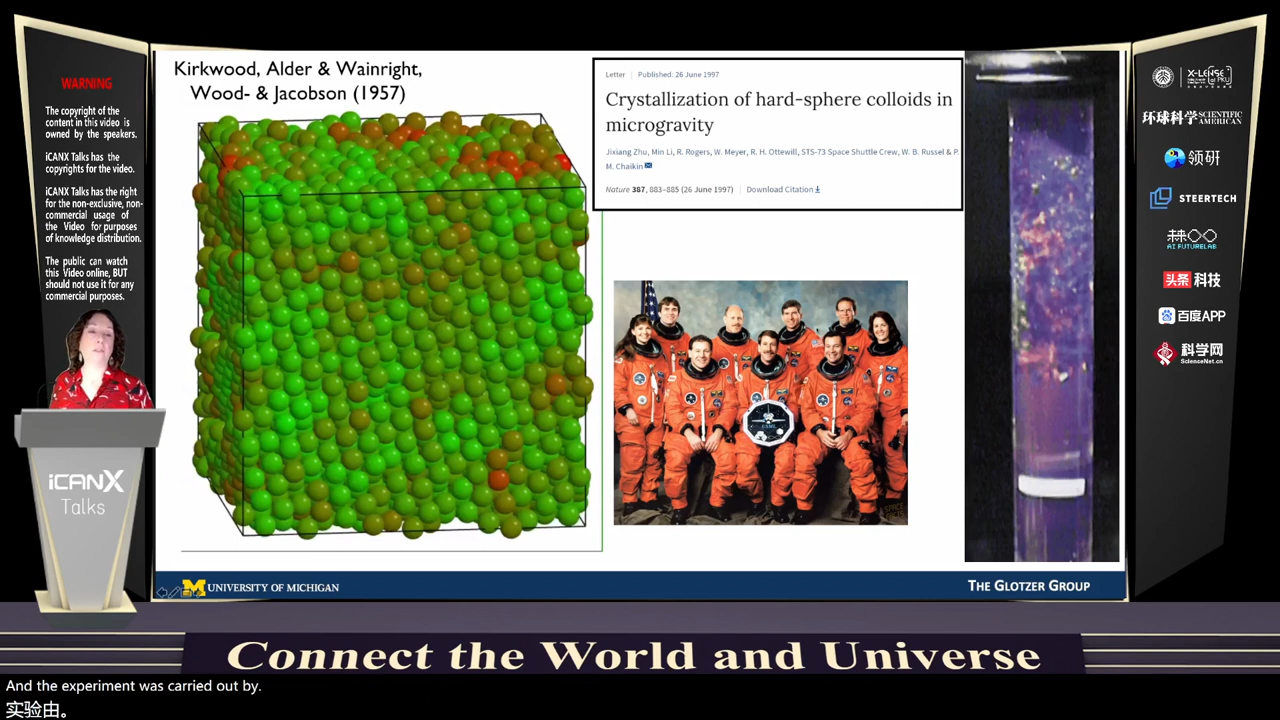 WARNING
The copyright of the
content in this video is
owned by the speakers.
iCANX Talks has the
copyrights for the video.
iCANX Talks has the right
for the non-exclusive, non-
commercial usage of
the Video for purposes
of knowledge distribution.
The public can watch
this Video online, BUT
should not use it for any
commercial purposes.
iCANX
Talks
Kirkwood, Alder & Wainright,
Wood- & Jacobson (1957)
Letter | Published: 26 June 1997
Crystallization of hard-sphere colloids in
microgravity
Jixiang Zhu, Min Li, R. Rogers, W. Meyer, R. H. Ottewill, STS-73 Space Shuttle Crew, W. B. Russel & P.
M. Chaikin
Nature 387, 883–885 (26 June 1997) | Download Citation
M UNIVERSITY OF MICHIGAN
THE GLOTZER GROUP
X-LENSE
环球科学 SCIENTIFIC
AMERICAN
领研
STEERTECH
AI FUTURELAB
头条 科技
百度APP
科学网
ScienceNet.cn
Connect the World and Universe
And the experiment was carried out by.
实验由。